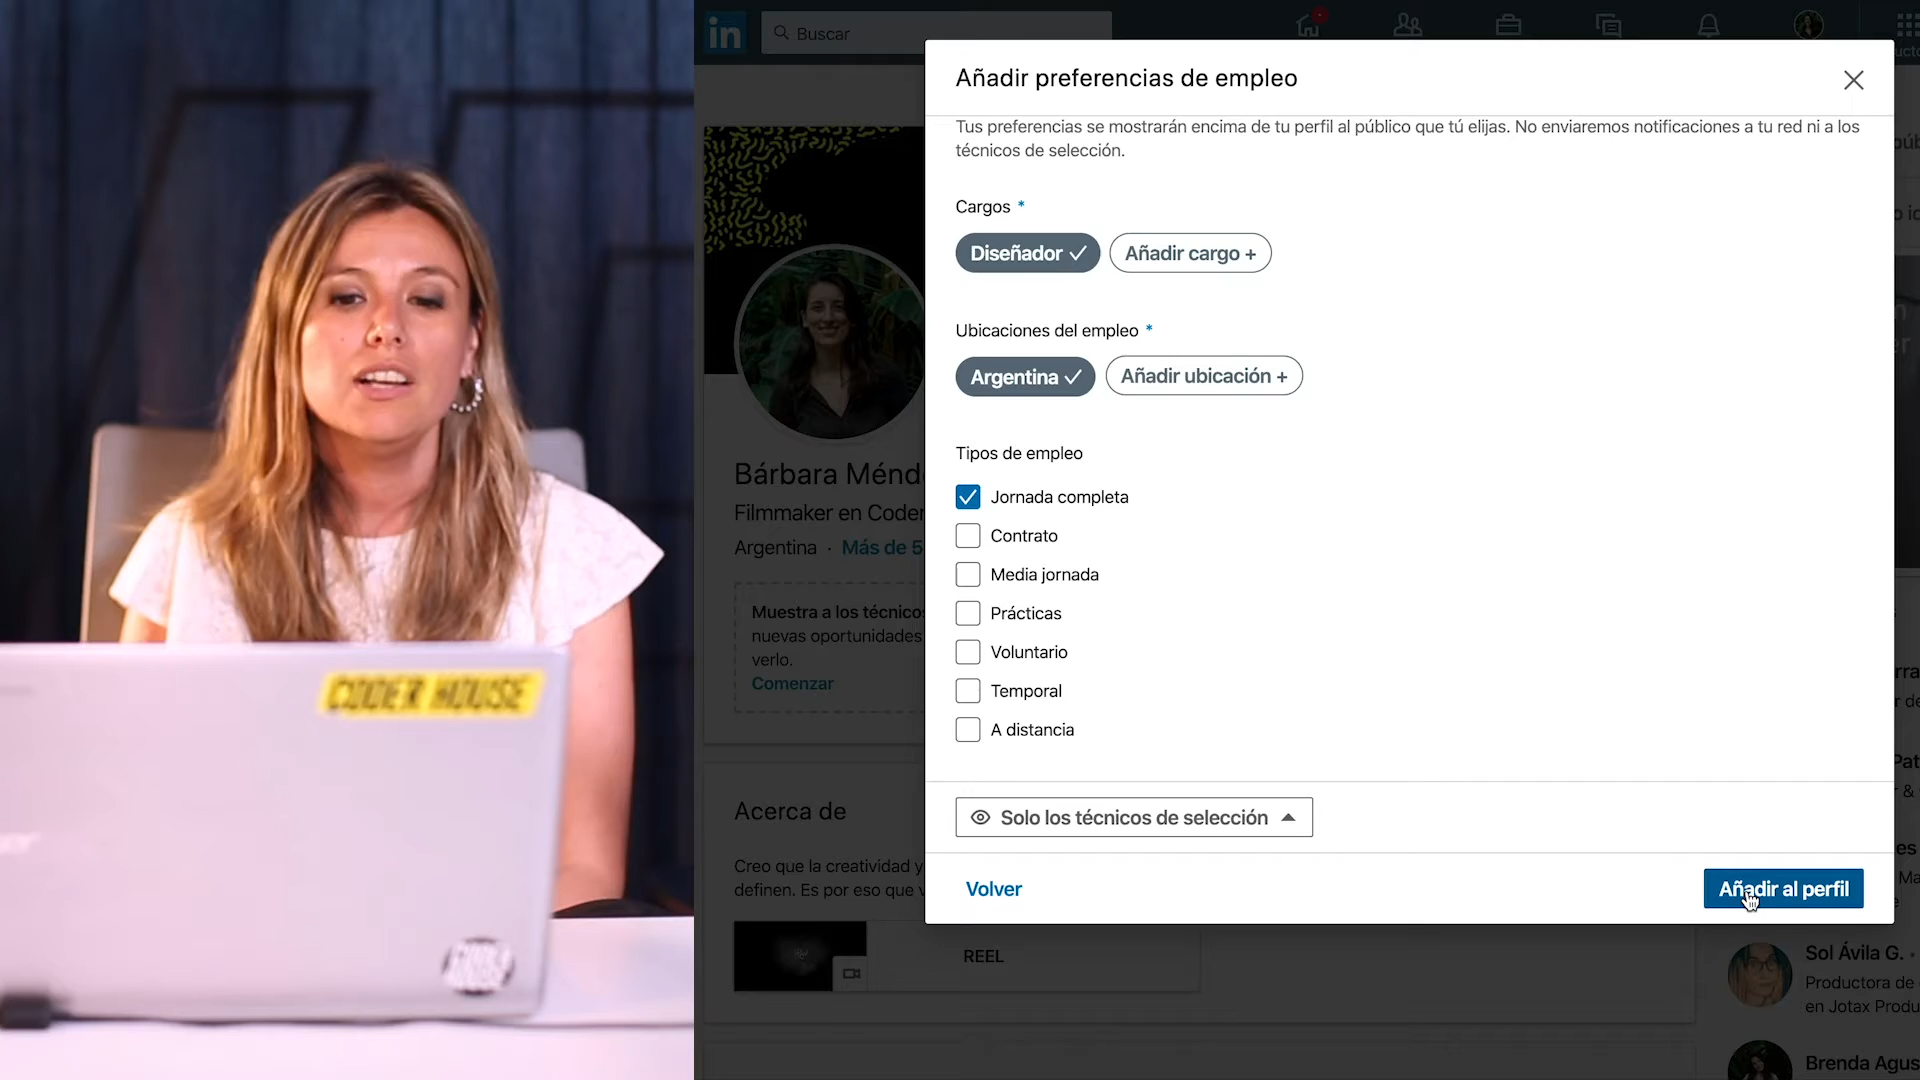 in
Buscar
Añadir preferencias de empleo
Tus preferencias se mostrarán encima de tu perfil al público que tú elijas. No enviaremos notificaciones a tu red ni a los
técnicos de selección.
Cargos *
Diseñador
Añadir cargo +
Ubicaciones del empleo *
Argentina
Añadir ubicación +
Tipos de empleo
Jornada completa
Contrato
Media jornada
Prácticas
Voluntario
Temporal
A distancia
Solo los técnicos de selección
Volver
Añadir al perfil
Bárbara Ménd
Filmmaker en Coder
Argentina · Más de 5
Muestra a los técnicos
nuevas oportunidades
verlo.
Comenzar
Acerca de
Creo que la creatividad y
definen. Es por eso que v
REEL
Sol Ávila G.
Productora de
en Jotax Produ
Brenda Agus
CODER HOUSE